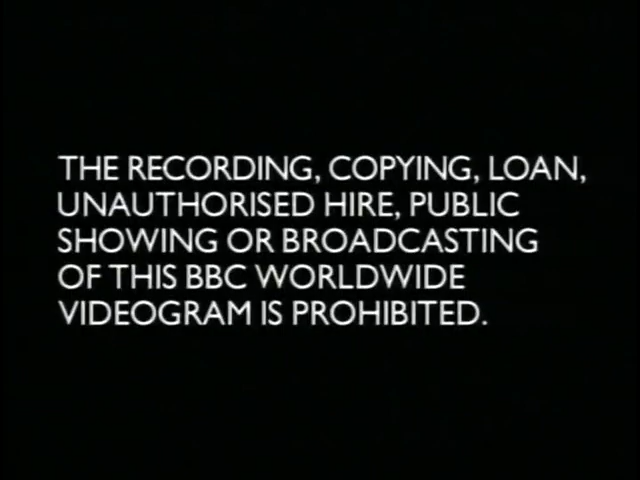 THE RECORDING, COPYING, LOAN,
UNAUTHORISED HIRE, PUBLIC
SHOWING OR BROADCASTING
OF THIS BBC WORLDWIDE
VIDEOGRAM IS PROHIBITED.